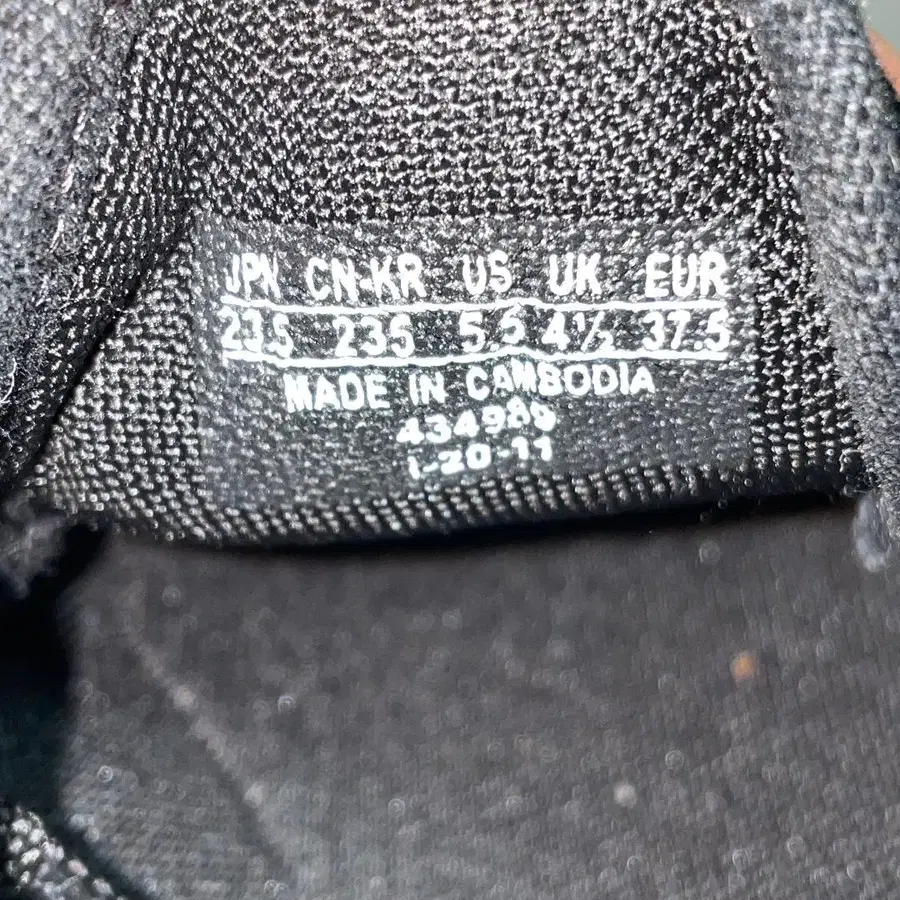 JPN CN-KR US UK EUR
23.5 235 5.5 4½ 37.5
MADE IN CAMBODIA
434989
1-20-11